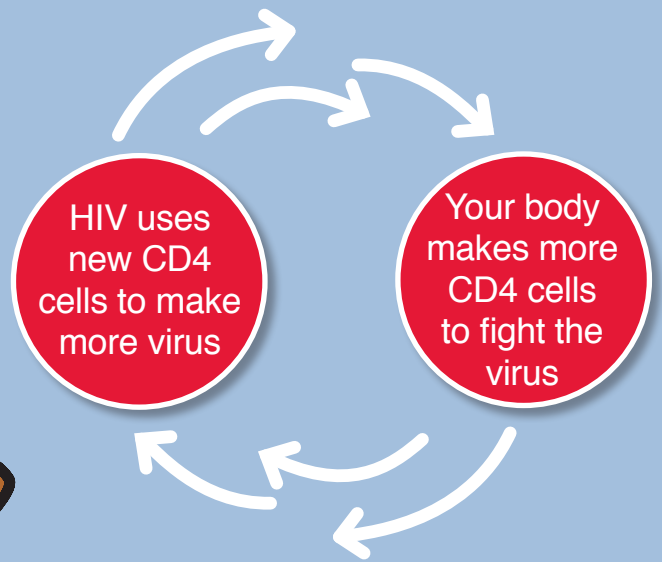 HIV uses
new CD4
cells to make
more virus
Your body
makes more
CD4 cells
to fight the
virus